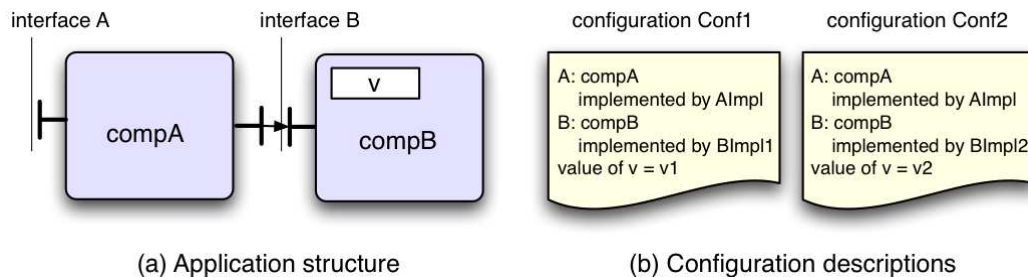 interface A
interface B
compA
v
compB
(a) Application structure
configuration Conf1
A: compA
implemented by AImpl
B: compB
implemented by BImpl1
value of v = v1
configuration Conf2
A: compA
implemented by AImpl
B: compB
implemented by BImpl2
value of v = v2
(b) Configuration descriptions